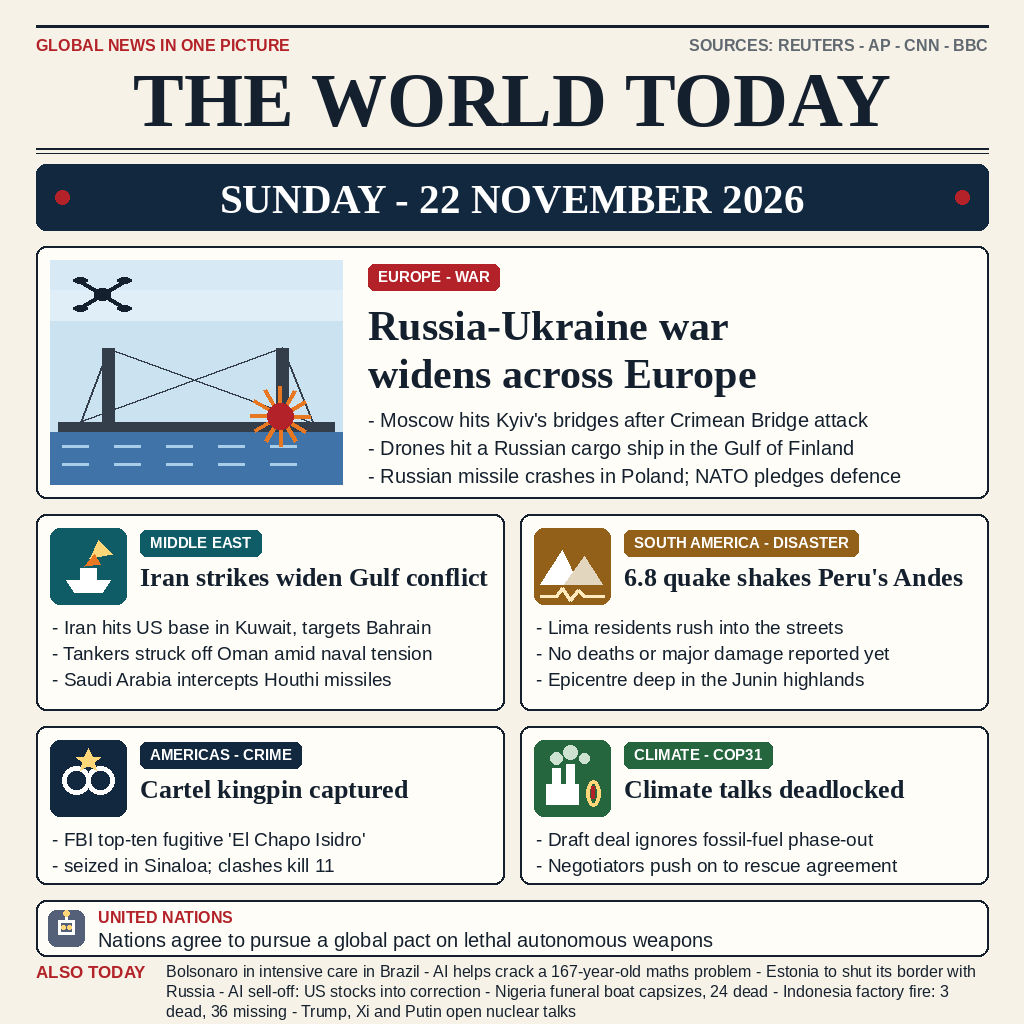 GLOBAL NEWS IN ONE PICTURE
SOURCES: REUTERS - AP - CNN - BBC
THE WORLD TODAY
SUNDAY - 22 NOVEMBER 2026
EUROPE - WAR
Russia-Ukraine war
widens across Europe
- Moscow hits Kyiv's bridges after Crimean Bridge attack
- Drones hit a Russian cargo ship in the Gulf of Finland
- Russian missile crashes in Poland; NATO pledges defence
MIDDLE EAST
Iran strikes widen Gulf conflict
- Iran hits US base in Kuwait, targets Bahrain
- Tankers struck off Oman amid naval tension
- Saudi Arabia intercepts Houthi missiles
SOUTH AMERICA - DISASTER
6.8 quake shakes Peru's Andes
- Lima residents rush into the streets
- No deaths or major damage reported yet
- Epicentre deep in the Junin highlands
AMERICAS - CRIME
Cartel kingpin captured
- FBI top-ten fugitive 'El Chapo Isidro'
- seized in Sinaloa; clashes kill 11
CLIMATE - COP31
Climate talks deadlocked
- Draft deal ignores fossil-fuel phase-out
- Negotiators push on to rescue agreement
UNITED NATIONS
Nations agree to pursue a global pact on lethal autonomous weapons
ALSO TODAY
Bolsonaro in intensive care in Brazil - AI helps crack a 167-year-old maths problem - Estonia to shut its border with
Russia - AI sell-off: US stocks into correction - Nigeria funeral boat capsizes, 24 dead - Indonesia factory fire: 3
dead, 36 missing - Trump, Xi and Putin open nuclear talks